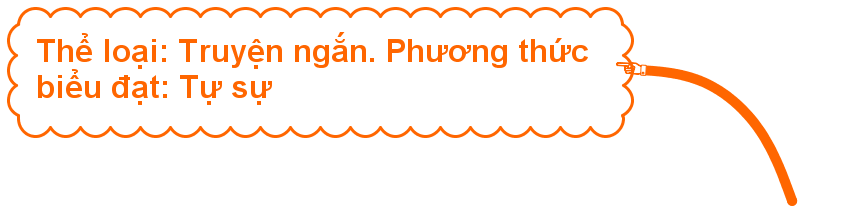 Thể loại: Truyện ngắn. Phương thức
biểu đạt: Tự sự